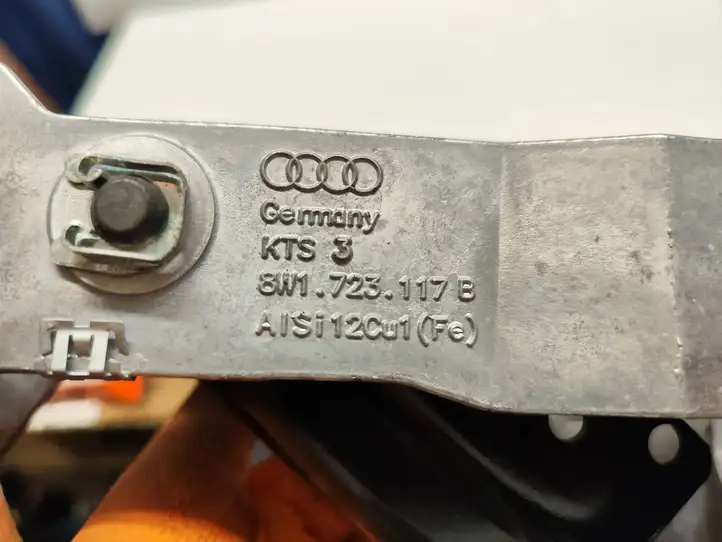 Germany
KTS 3
8W1.723.117 B
AlSi12Cu1(Fe)